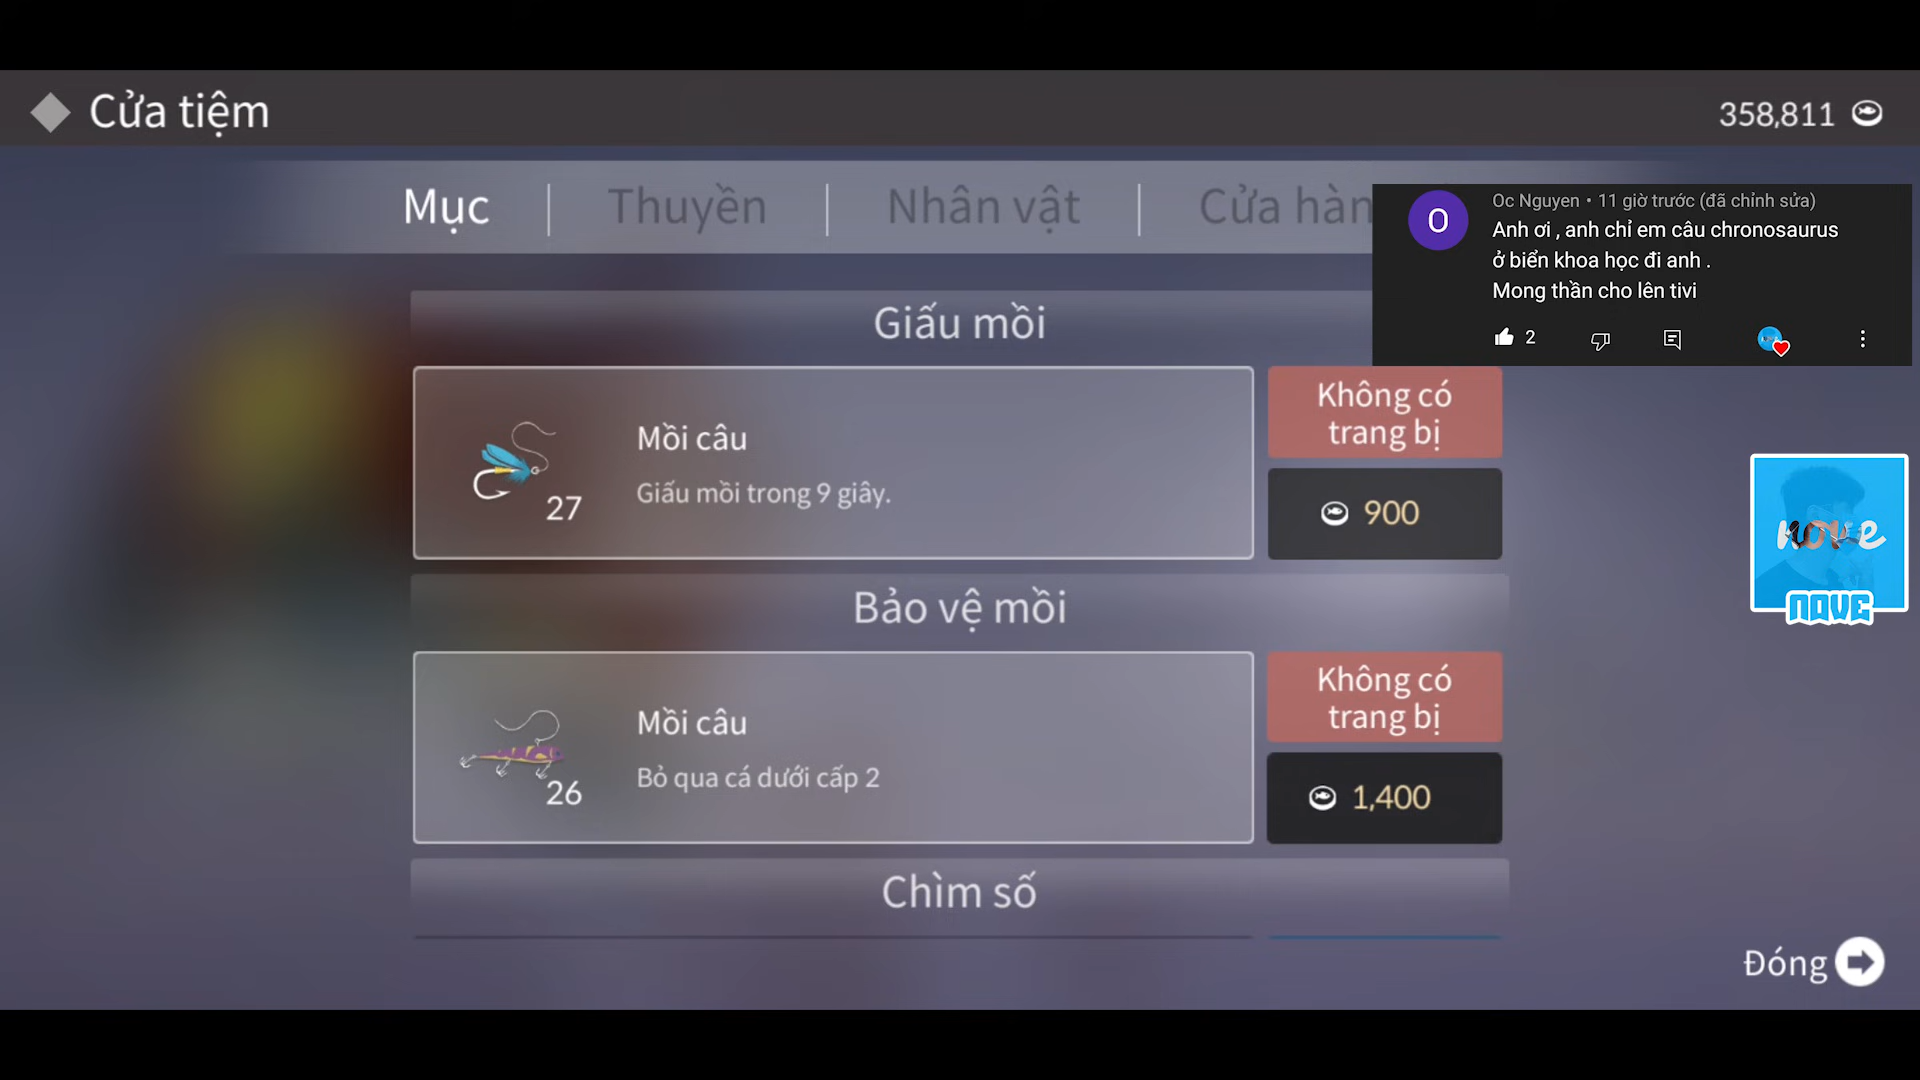 Cửa tiệm
358,811
Mục
Thuyền
Nhân vật
Cửa hàn
Oc Nguyen • 11 giờ trước (đã chỉnh sửa)
O
Anh ơi , anh chỉ em câu chronosaurus
ở biển khoa học đi anh .
Mong thần cho lên tivi
2
Giấu mồi
Mồi câu
Giấu mồi trong 9 giây.
27
Không có
trang bị
900
nove
NOVE
Bảo vệ mồi
Mồi câu
Bỏ qua cá dưới cấp 2
26
Không có
trang bị
1,400
Chìm số
Đóng